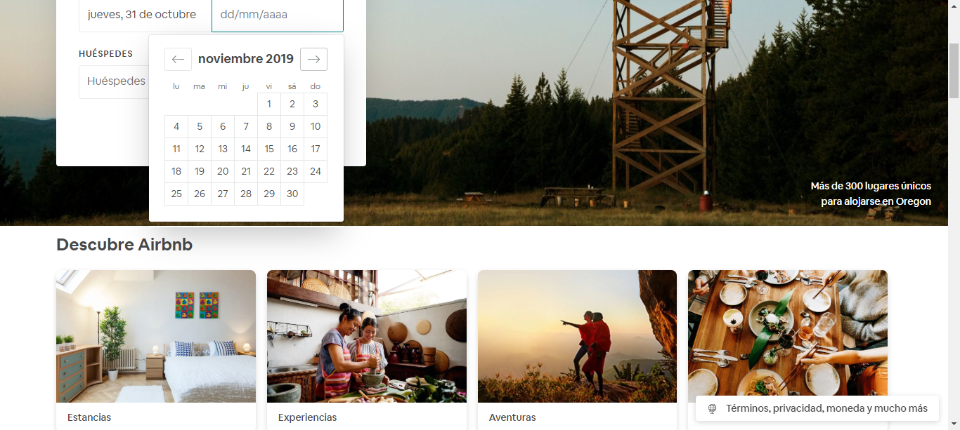 jueves, 31 de octubre
dd/mm/aaaa
HUÉSPEDES
Huéspedes
noviembre 2019
lu ma mi ju vi sá do
1 2 3
4 5 6 7 8 9 10
11 12 13 14 15 16 17
18 19 20 21 22 23 24
25 26 27 28 29 30
Más de 300 lugares únicos
para alojarse en Oregon
Descubre Airbnb
Estancias
Experiencias
Aventuras
Términos, privacidad, moneda y mucho más